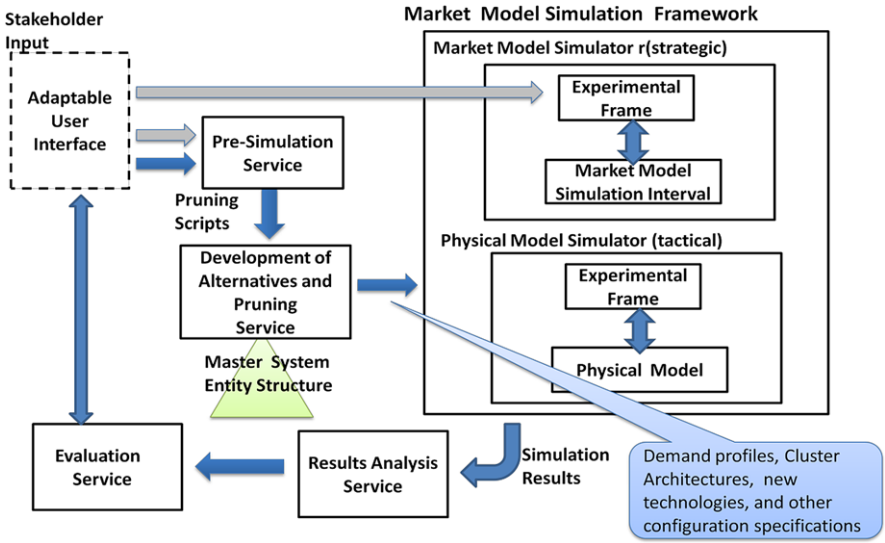 Stakeholder
Input
Market Model Simulation Framework
Market Model Simulator r(strategic)
Adaptable
User
Interface
Experimental
Frame
Pre-Simulation
Service
Market Model
Simulation Interval
Pruning
Scripts
Physical Model Simulator (tactical)
Development of
Alternatives and
Pruning
Service
Experimental
Frame
Master System
Entity Structure
Physical Model
Evaluation
Service
Results Analysis
Service
Simulation
Results
Demand profiles, Cluster
Architectures, new
technologies, and other
configuration specifications